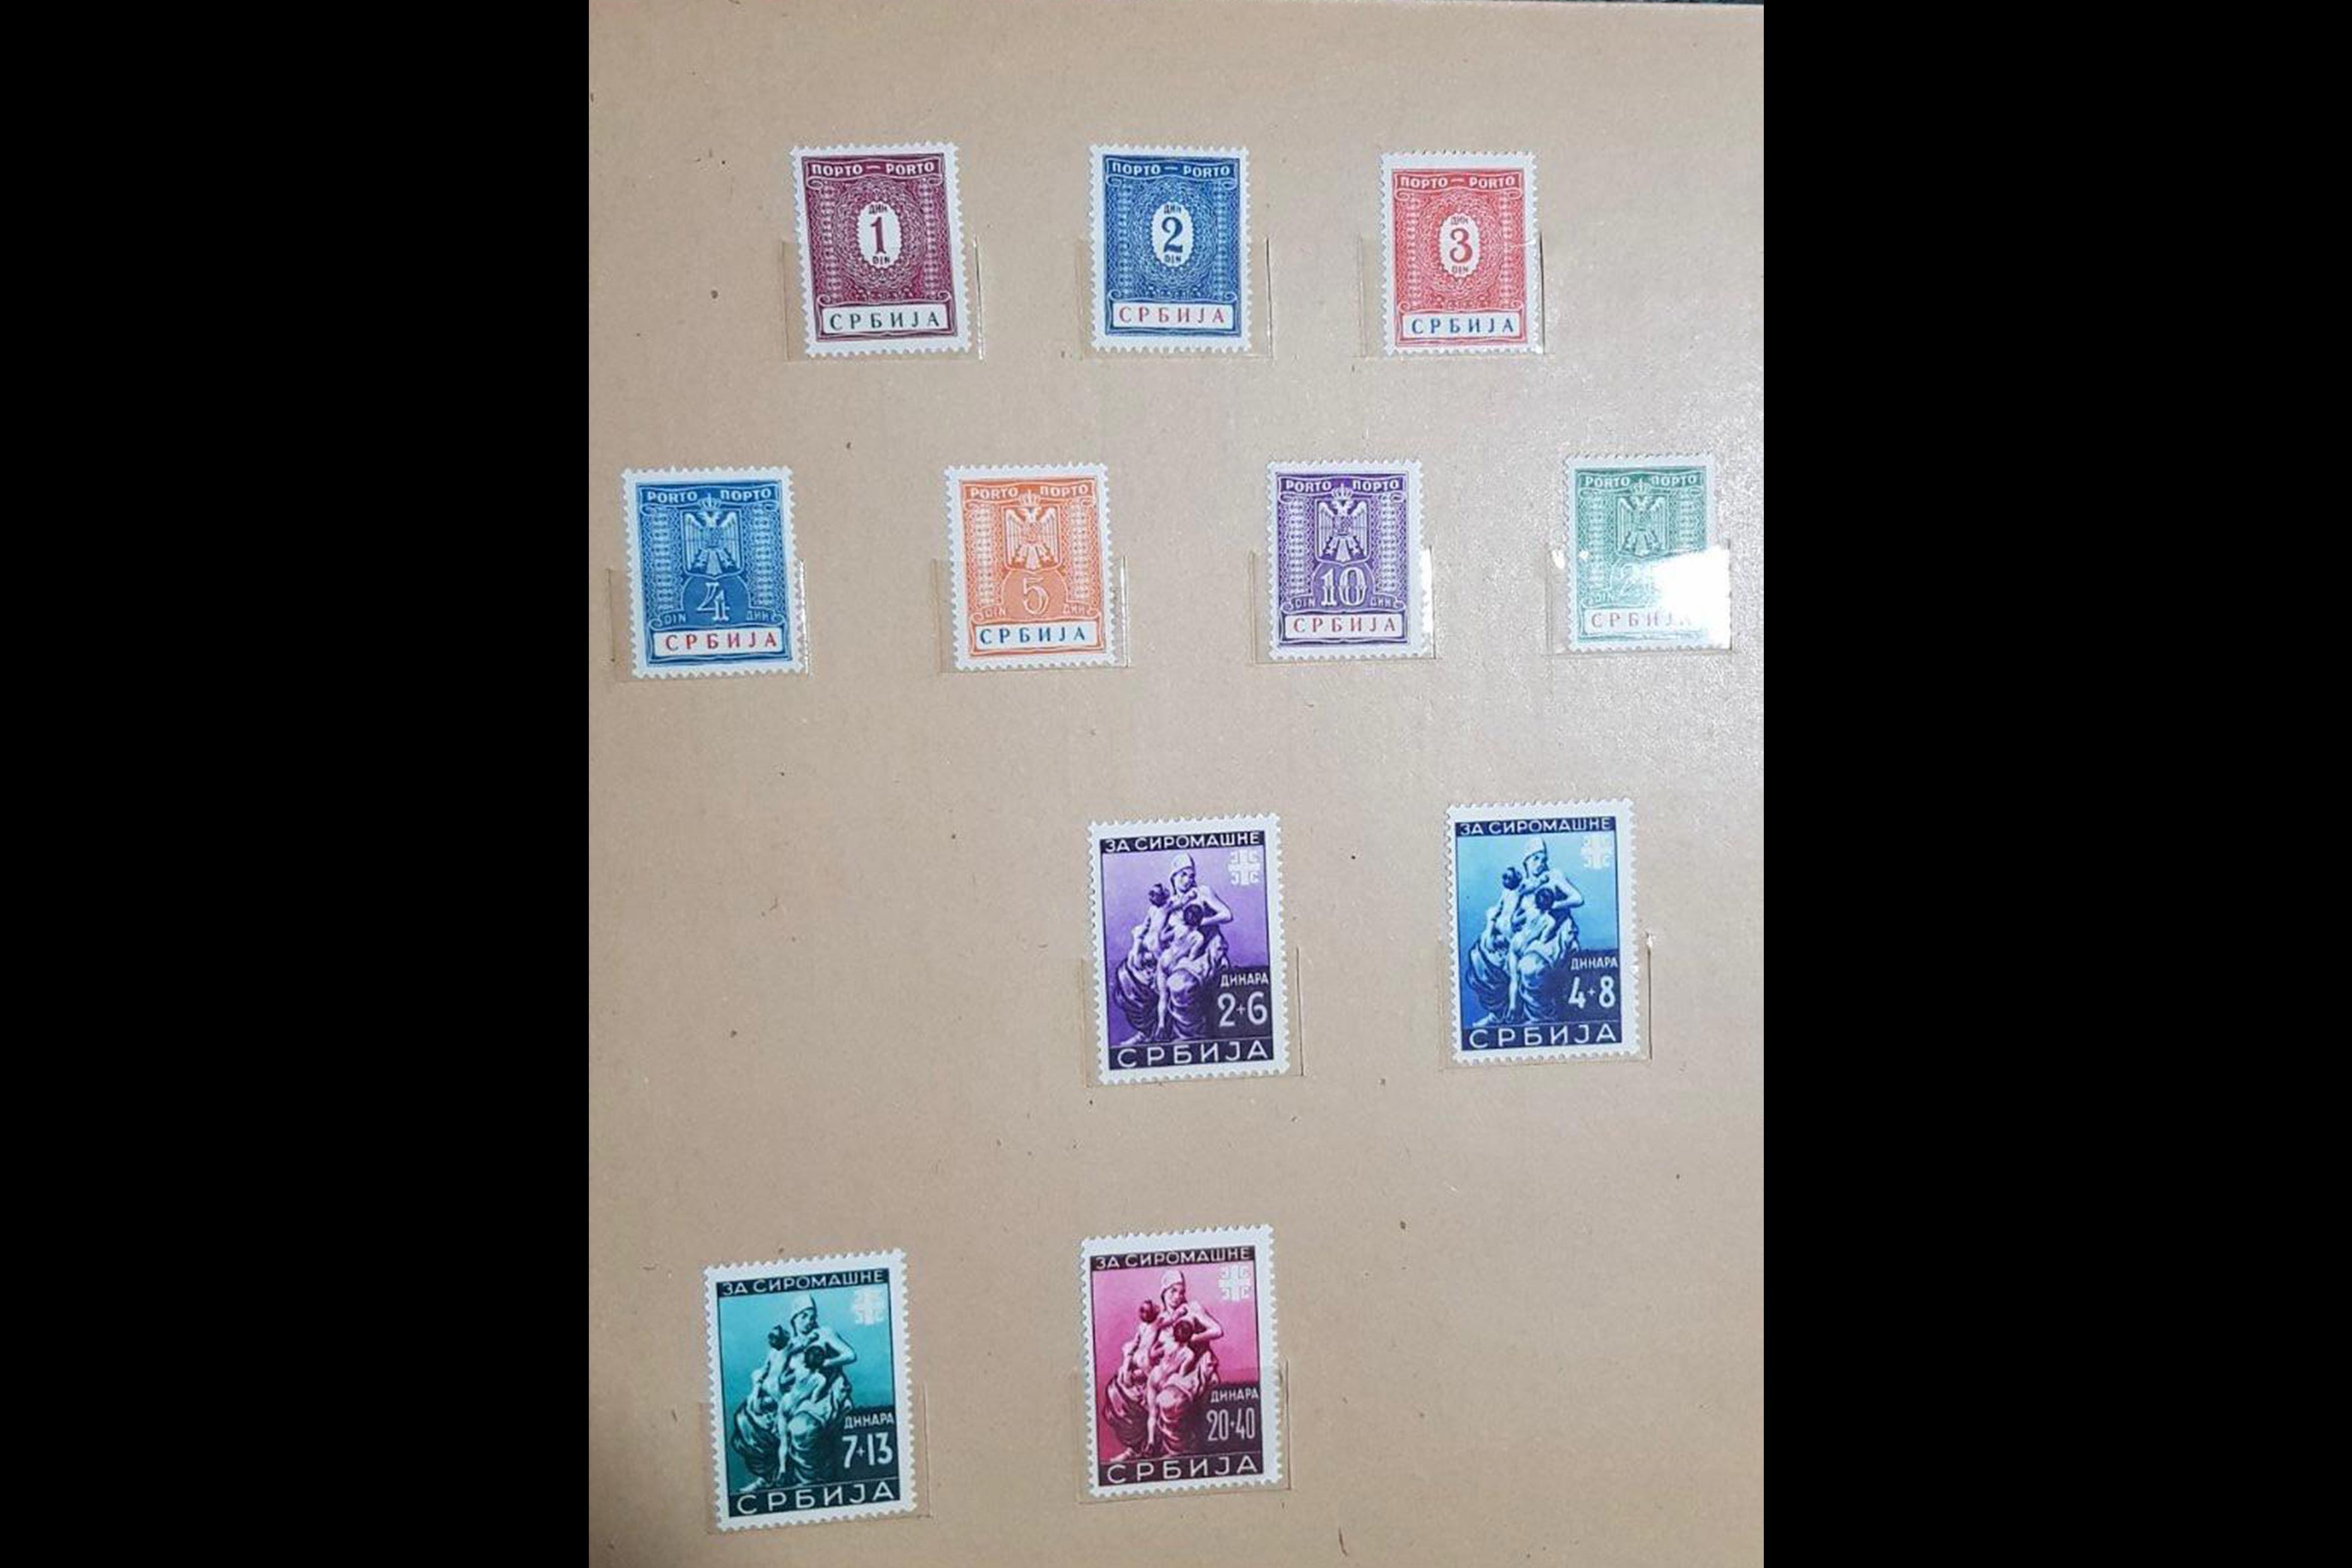 ПОРТО — PORTO
ДИН
1
DIN
СРБИЈА
ПОРТО — PORTO
ДИН
2
DIN
СРБИЈА
ПОРТО — PORTO
ДИН
3
DIN
СРБИЈА
PORTO ПОРТО
4
DIN ДИН
СРБИЈА
PORTO ПОРТО
5
DIN ДИН
СРБИЈА
PORTO ПОРТО
10
DIN ДИН
СРБИЈА
PORTO ПОРТО
DIN
СРБИЈА
ЗА СИРОМАШНЕ
ДИНАРА
2+6
СРБИЈА
ЗА СИРОМАШНЕ
ДИНАРА
4+8
СРБИЈА
ЗА СИРОМАШНЕ
ДИНАРА
7+13
СРБИЈА
ЗА СИРОМАШНЕ
ДИНАРА
20+40
СРБИЈА